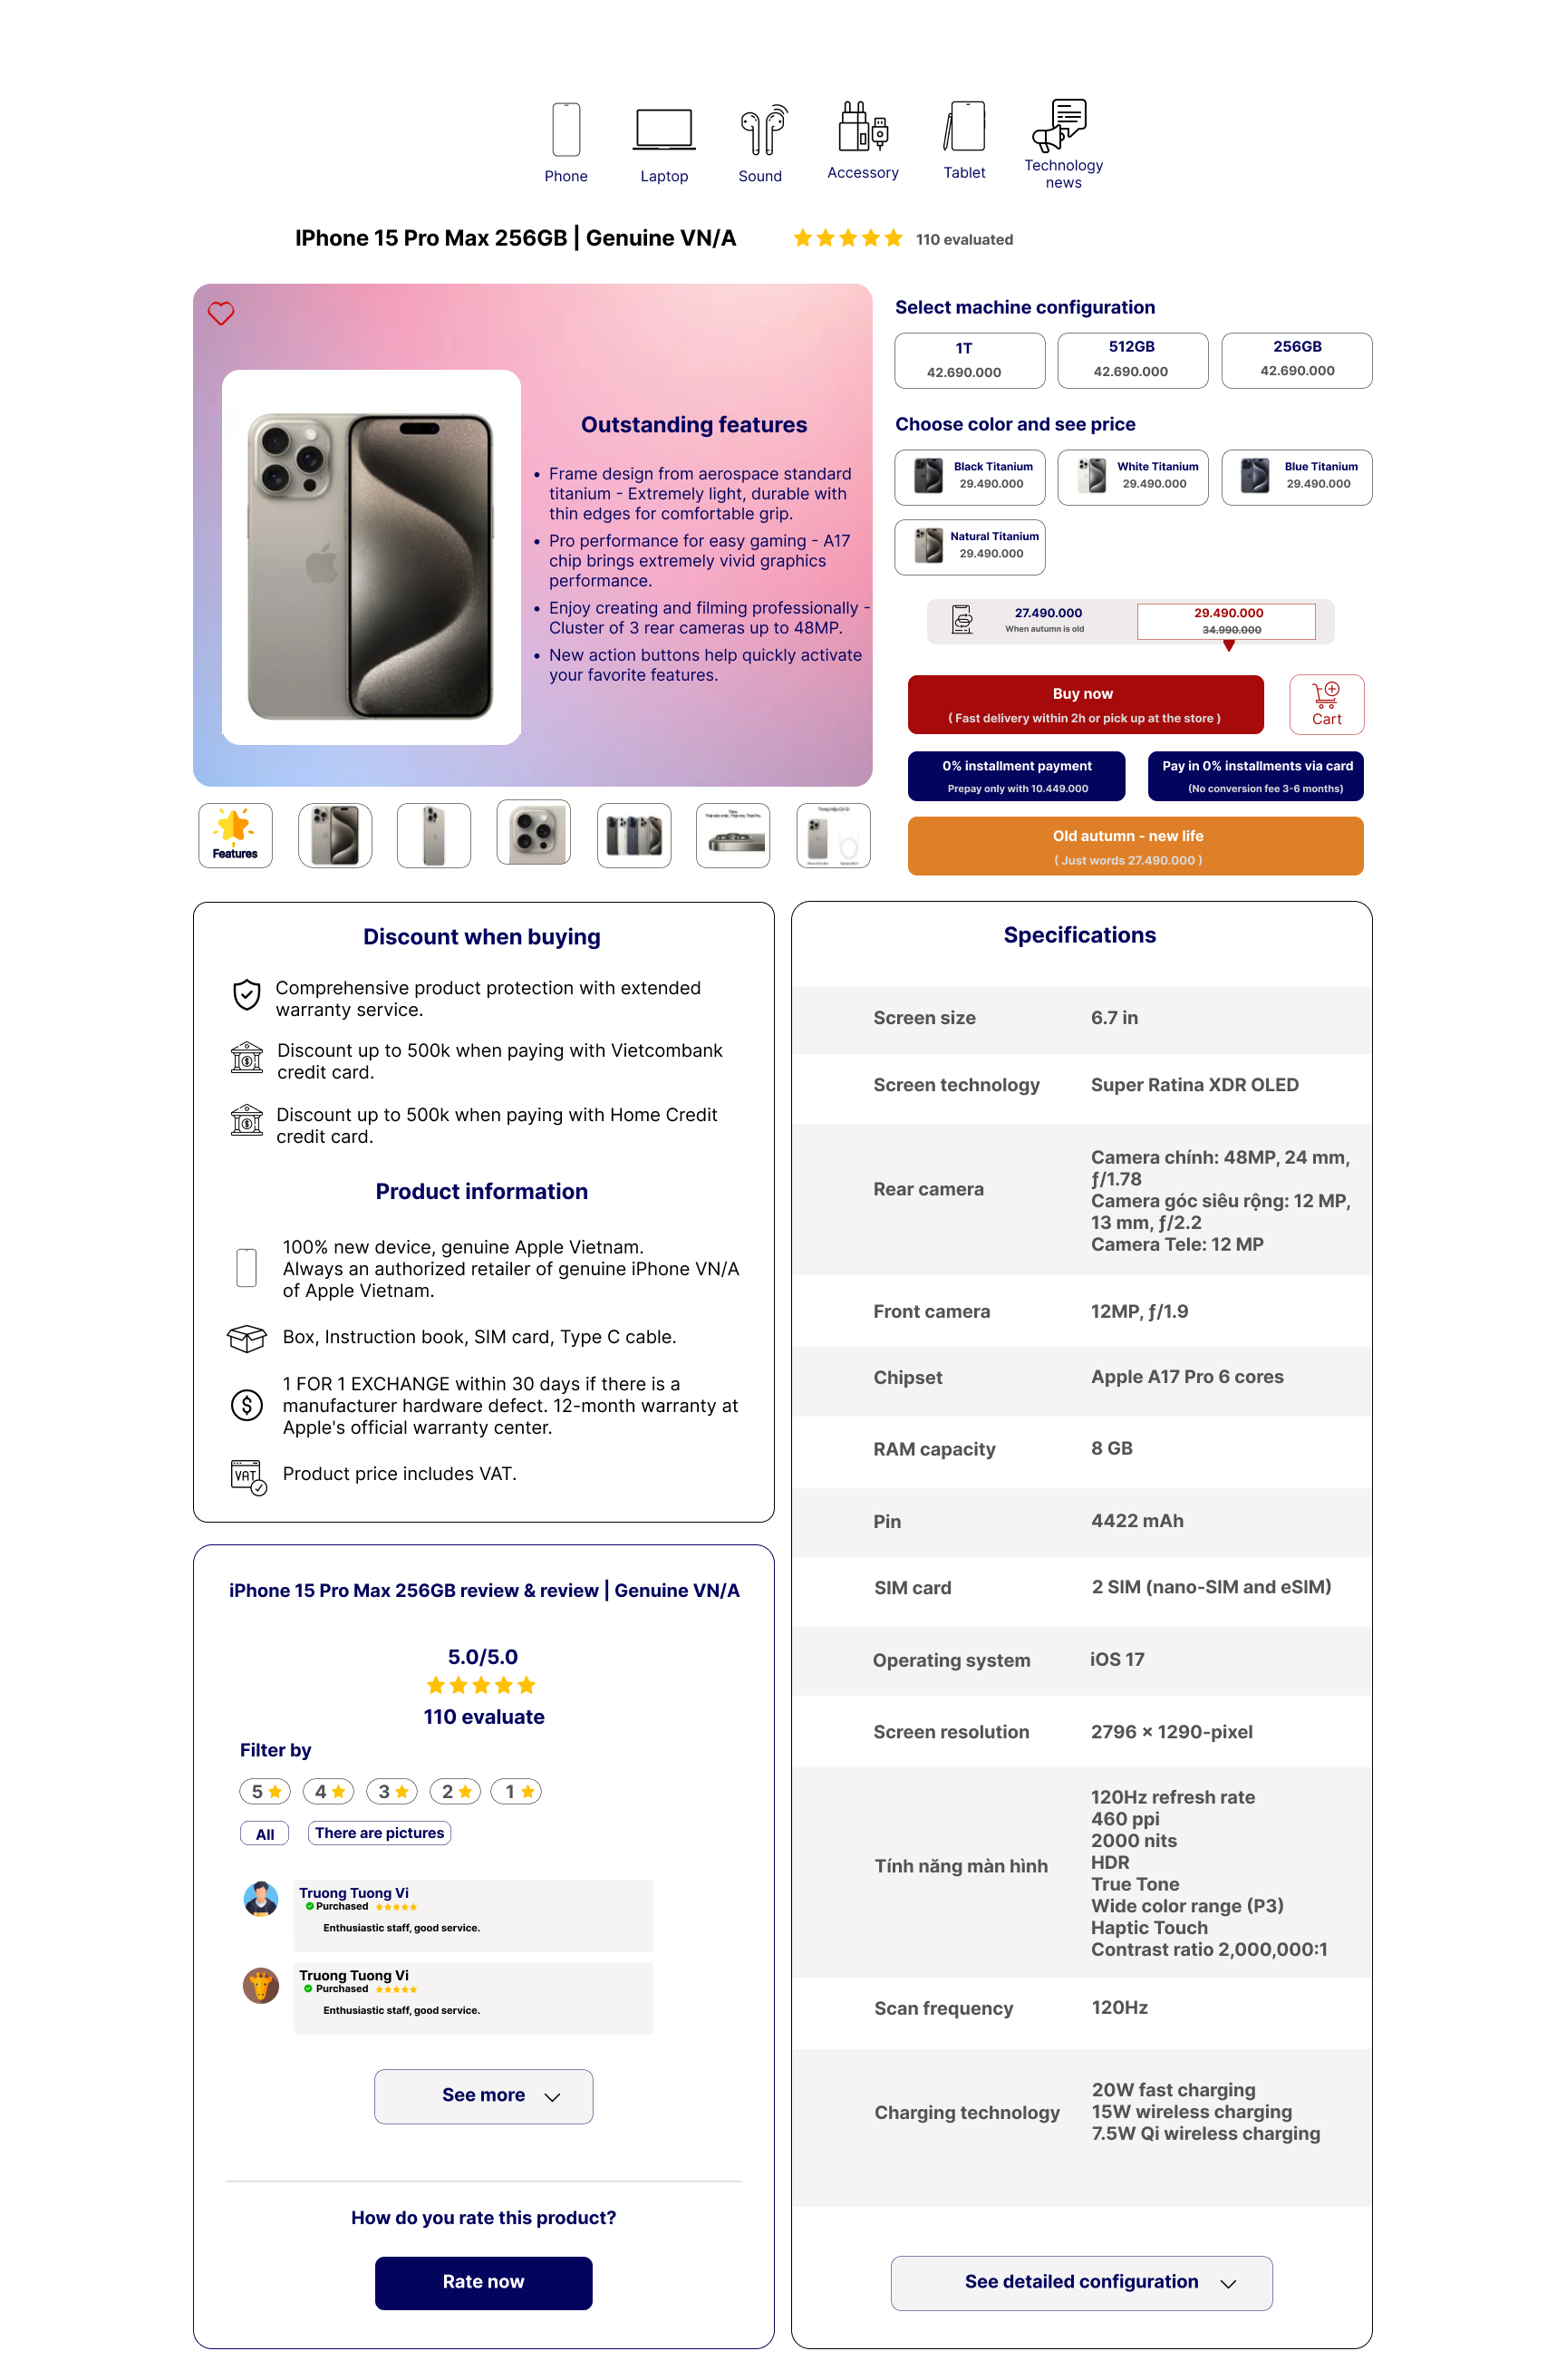 Phone
Laptop
Sound
Accessory
Tablet
Technology
news
IPhone 15 Pro Max 256GB | Genuine VN/A
110 evaluated
Outstanding features
• Frame design from aerospace standard
titanium - Extremely light, durable with
thin edges for comfortable grip.
• Pro performance for easy gaming - A17
chip brings extremely vivid graphics
performance.
• Enjoy creating and filming professionally -
Cluster of 3 rear cameras up to 48MP.
• New action buttons help quickly activate
your favorite features.
Features
Trong Hộp Có Gì
Select machine configuration
1T
42.690.000
512GB
42.690.000
256GB
42.690.000
Choose color and see price
Black Titanium
29.490.000
White Titanium
29.490.000
Blue Titanium
29.490.000
Natural Titanium
29.490.000
27.490.000
When autumn is old
29.490.000
34.990.000
Buy now
( Fast delivery within 2h or pick up at the store )
Cart
0% installment payment
Prepay only with 10.449.000
Pay in 0% installments via card
(No conversion fee 3-6 months)
Old autumn - new life
( Just words 27.490.000 )
Discount when buying
Comprehensive product protection with extended
warranty service.
Discount up to 500k when paying with Vietcombank
credit card.
Discount up to 500k when paying with Home Credit
credit card.
Product information
100% new device, genuine Apple Vietnam.
Always an authorized retailer of genuine iPhone VN/A
of Apple Vietnam.
Box, Instruction book, SIM card, Type C cable.
1 FOR 1 EXCHANGE within 30 days if there is a
manufacturer hardware defect. 12-month warranty at
Apple's official warranty center.
VAT
Product price includes VAT.
iPhone 15 Pro Max 256GB review & review | Genuine VN/A
5.0/5.0
110 evaluate
Filter by
5
4
3
2
1
All
There are pictures
Truong Tuong Vi
Purchased
Enthusiastic staff, good service.
Truong Tuong Vi
Purchased
Enthusiastic staff, good service.
See more
How do you rate this product?
Rate now
Specifications
Screen size 6.7 in
Screen technology Super Ratina XDR OLED
Rear camera
Camera chính: 48MP, 24 mm,
ƒ/1.78
Camera góc siêu rộng: 12 MP,
13 mm, ƒ/2.2
Camera Tele: 12 MP
Front camera 12MP, ƒ/1.9
Chipset Apple A17 Pro 6 cores
RAM capacity 8 GB
Pin 4422 mAh
SIM card 2 SIM (nano-SIM and eSIM)
Operating system iOS 17
Screen resolution 2796 x 1290-pixel
Tính năng màn hình
120Hz refresh rate
460 ppi
2000 nits
HDR
True Tone
Wide color range (P3)
Haptic Touch
Contrast ratio 2,000,000:1
Scan frequency 120Hz
Charging technology
20W fast charging
15W wireless charging
7.5W Qi wireless charging
See detailed configuration